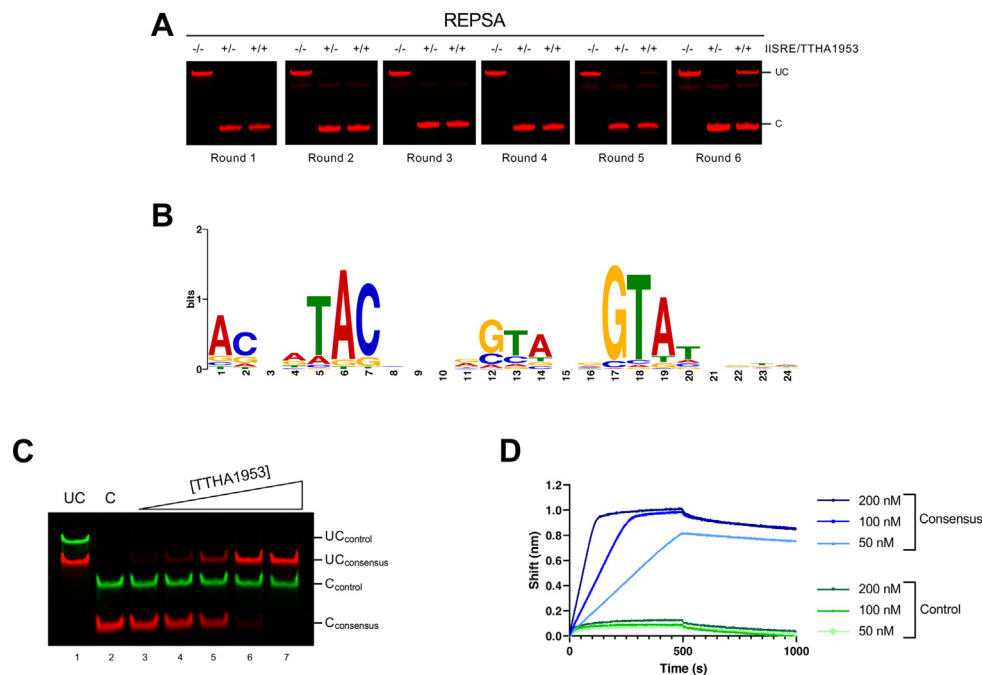 A
REPSA
-/- +/- +/+ -/- +/- +/+ -/- +/- +/+ -/- +/- +/+ -/- +/- +/+ -/- +/- +/+ IISRE/TTHA1953
UC
C
Round 1 Round 2 Round 3 Round 4 Round 5 Round 6
B
2
1
0
bits
AC TAC GTA GTAT
1 2 3 4 5 6 7 8 9 10 11 12 13 14 15 16 17 18 19 20 21 22 23 24
C
UC C [TTHA1953]
UCcontrol
UCconsensus
Ccontrol
Cconsensus
1 2 3 4 5 6 7
D
Shift (nm)
1.2
1.0
0.8
0.6
0.4
0.2
0.0
0 500 1000
Time (s)
200 nM
100 nM Consensus
50 nM
200 nM
100 nM Control
50 nM